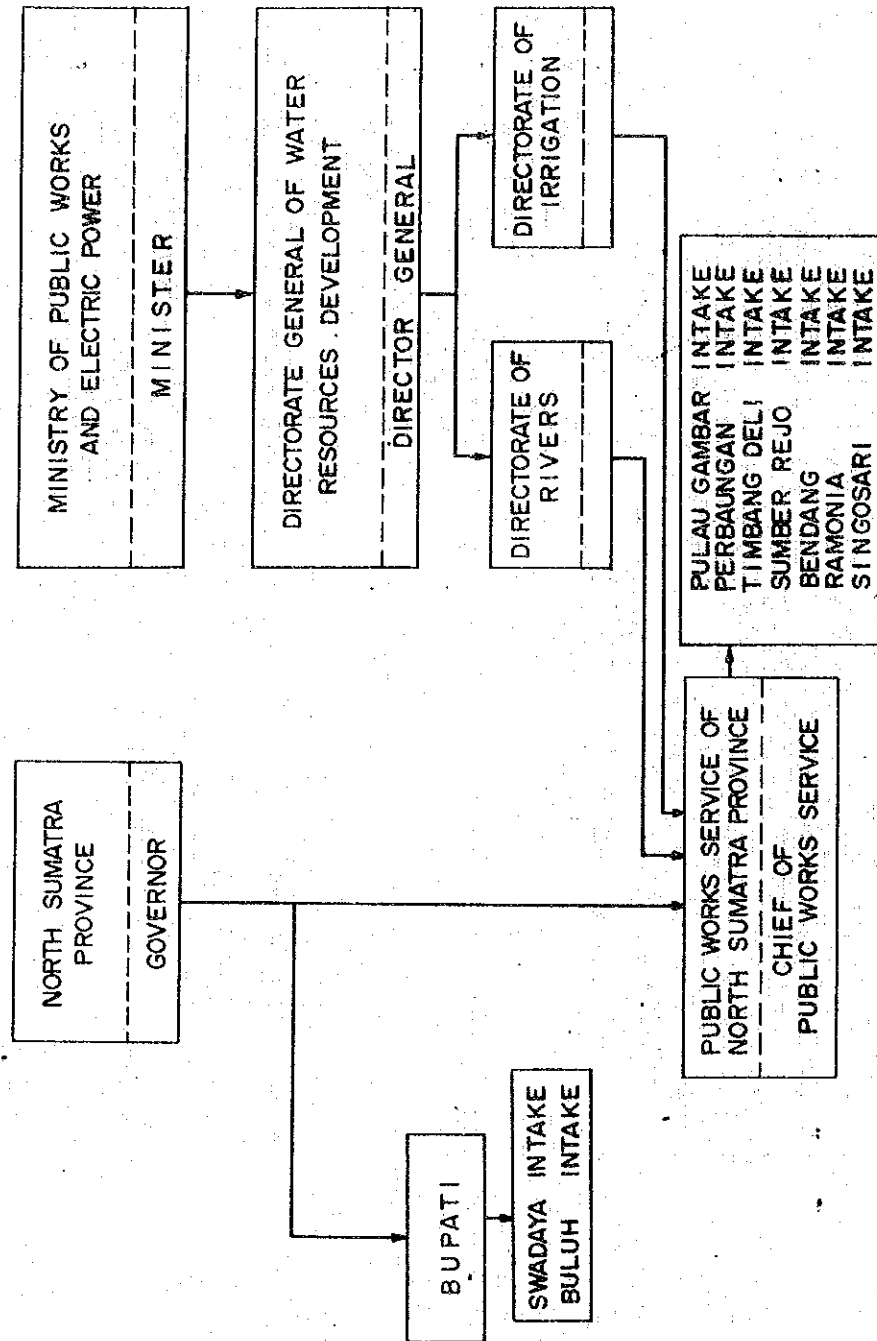 MINISTRY OF PUBLIC WORKS
AND ELECTRIC POWER
MINISTER
DIRECTORATE GENERAL OF WATER
RESOURCES DEVELOPMENT
DIRECTOR GENERAL
DIRECTORATE OF
RIVERS
DIRECTORATE OF
IRRIGATION
NORTH SUMATRA
PROVINCE
GOVERNOR
BUPATI
SWADAYA INTAKE
BULUH INTAKE
PUBLIC WORKS SERVICE OF
NORTH SUMATRA PROVINCE
CHIEF OF
PUBLIC WORKS SERVICE
PULAU GAMBAR INTAKE
PERBAUNGAN INTAKE
TIMBANG DELI INTAKE
SUMBER REJO INTAKE
BENDANG INTAKE
RAMONIA INTAKE
SINGOSARI INTAKE